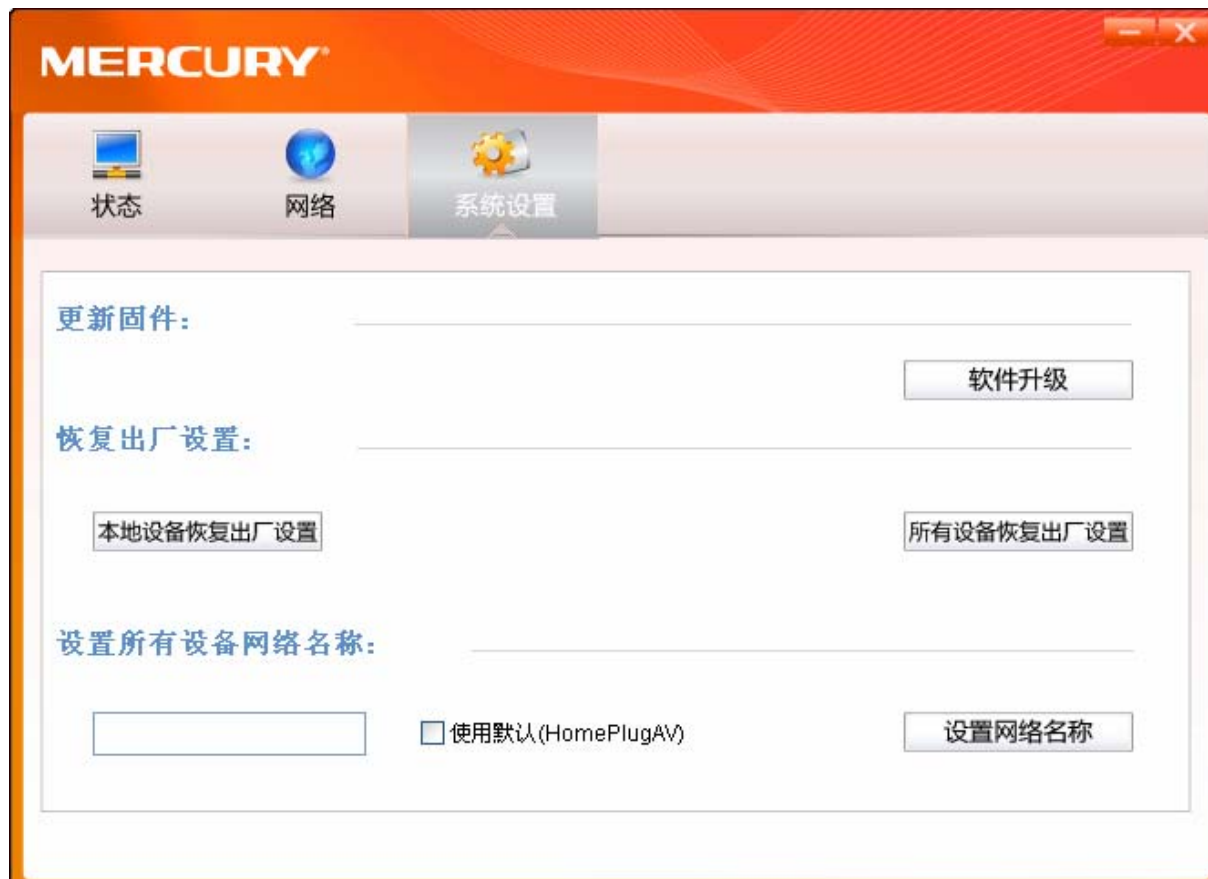 MERCURY®
状态 网络 系统设置
更新固件：
软件升级
恢复出厂设置：
本地设备恢复出厂设置 所有设备恢复出厂设置
设置所有设备网络名称：
使用默认(HomePlugAV) 设置网络名称